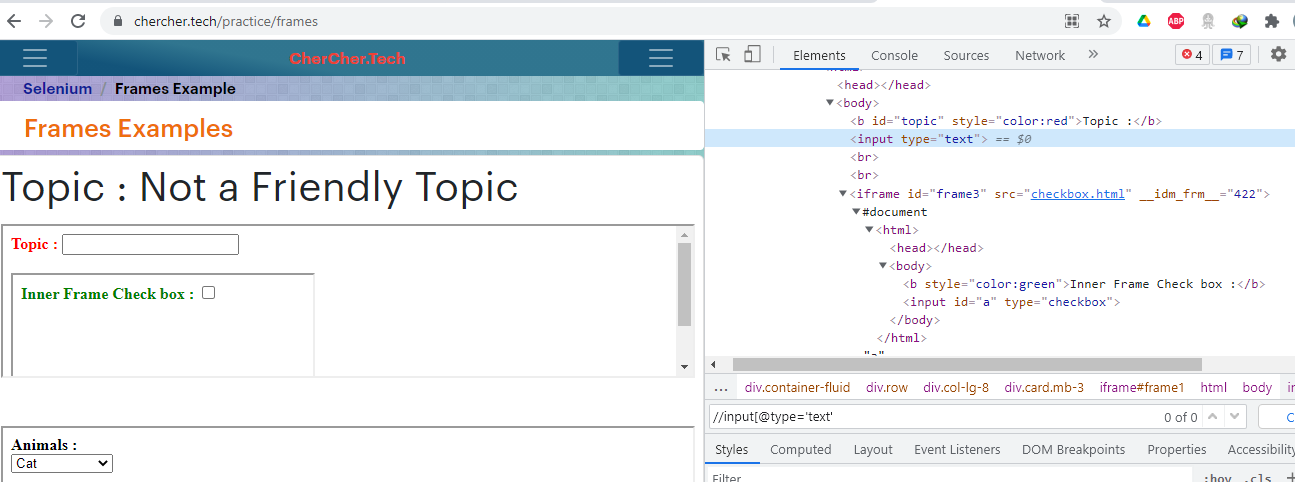 chercher.tech/practice/frames
ABP
CherCher.Tech
Selenium / Frames Example
Frames Examples
Topic : Not a Friendly Topic
Topic :
Inner Frame Check box :
Animals :
Cat
Elements Console Sources Network » 4 7
<head></head>
<body>
<b id="topic" style="color:red">Topic :</b>
<input type="text"> == $0
<br>
<br>
<iframe id="frame3" src="checkbox.html" __idm_frm__="422">
#document
<html>
<head></head>
<body>
<b style="color:green">Inner Frame Check box :</b>
<input id="a" type="checkbox">
</body>
</html>
... div.container-fluid div.row div.col-lg-8 div.card.mb-3 iframe#frame1 html body
//input[@type='text' 0 of 0 C
Styles Computed Layout Event Listeners DOM Breakpoints Properties Accessibility
Filter :hov .cls +